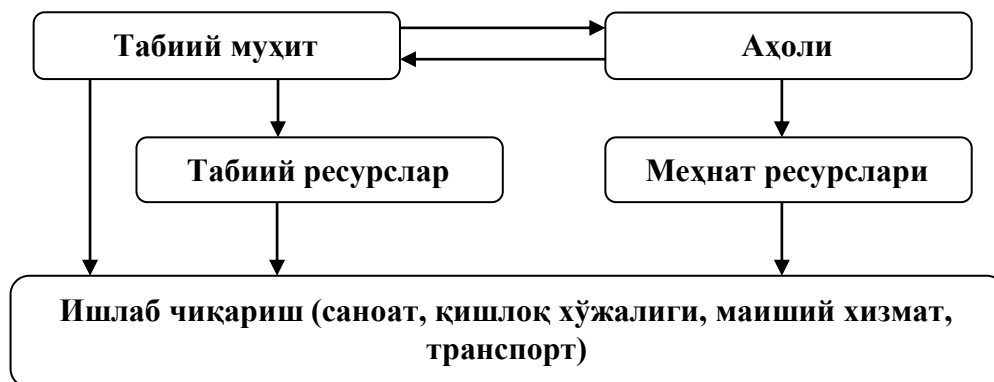 Табиий муҳит
Аҳоли
Табиий ресурслар
Меҳнат ресурслари
Ишлаб чиқариш (саноат, қишлоқ хўжалиги, маиший хизмат,
транспорт)